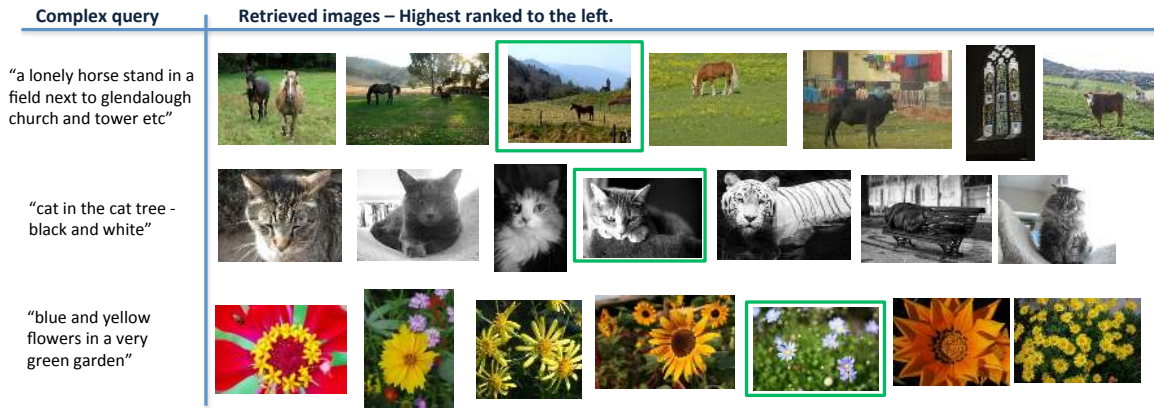 Complex query
Retrieved images – Highest ranked to the left.
“a lonely horse stand in a
field next to glendalough
church and tower etc”
“cat in the cat tree -
black and white”
“blue and yellow
flowers in a very
green garden”